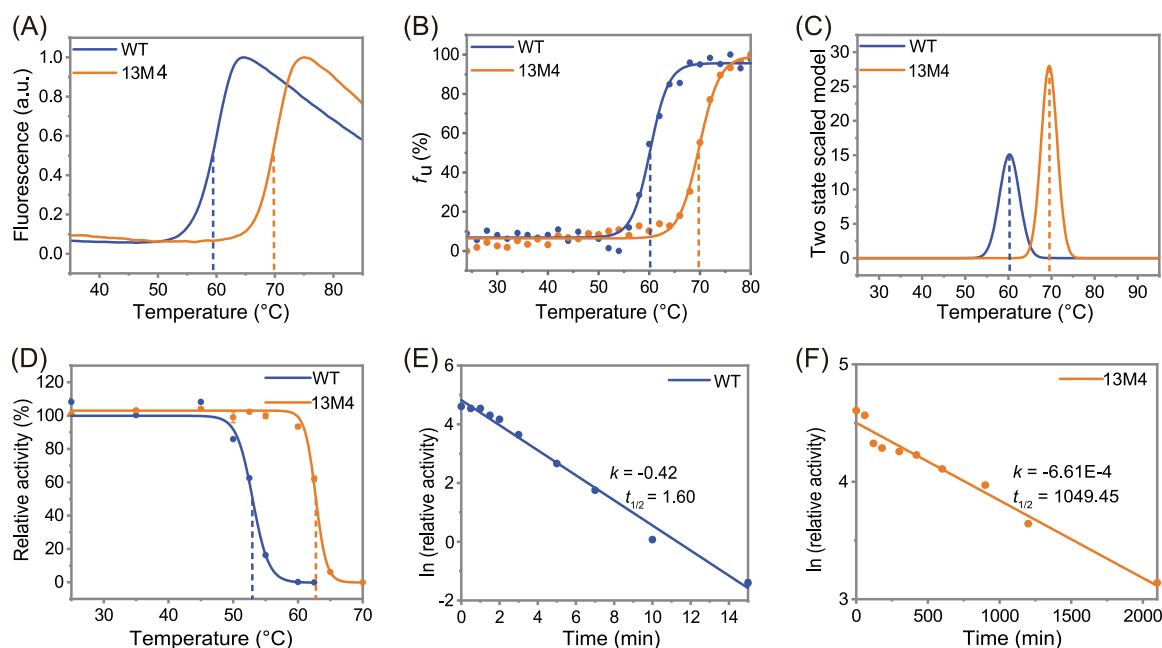 (A)
WT
13M4
1.0
0.8
0.6
0.4
0.2
0.0
Fluorescence (a.u.)
40 50 60 70 80
Temperature (°C)
(B)
WT
13M4
100
80
60
40
20
0
fu (%)
30 40 50 60 70 80
Temperature (°C)
(C)
WT
13M4
30
25
20
15
10
5
0
Two state scaled model
30 40 50 60 70 80 90
Temperature (°C)
(D)
WT
13M4
120
100
80
60
40
20
0
Relative activity (%)
30 40 50 60 70
Temperature (°C)
(E)
WT
6
4
2
0
-2
ln (relative activity)
k = -0.42
t1/2 = 1.60
0 2 4 6 8 10 12 14
Time (min)
(F)
13M4
5
4
3
ln (relative activity)
k = -6.61E-4
t1/2 = 1049.45
0 500 1000 1500 2000
Time (min)